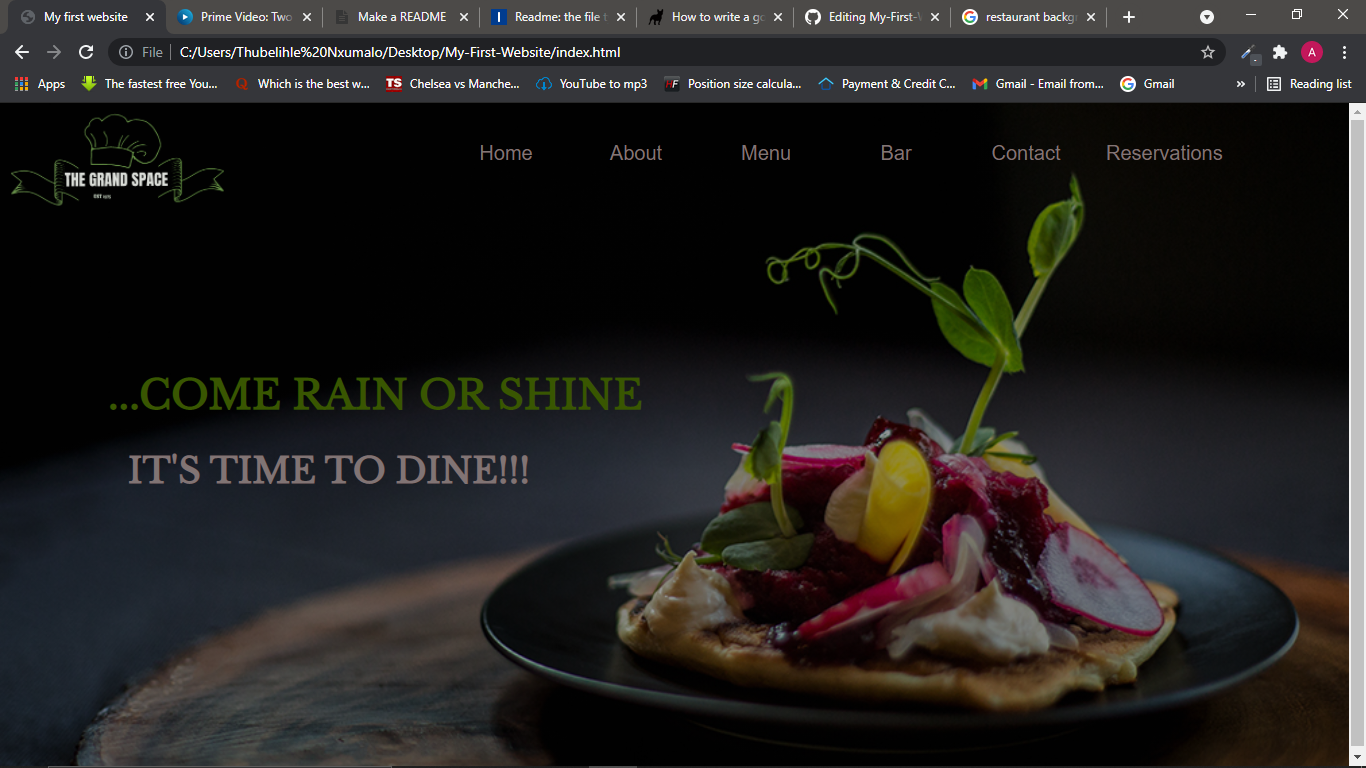 My first website
Prime Video: Two
Make a README
Readme: the file t
How to write a go
Editing My-First-
restaurant backg
A
File
C:/Users/Thubelihle%20Nxumalo/Desktop/My-First-Website/index.html
Apps
The fastest free You...
Which is the best w...
TS
Chelsea vs Manche...
YouTube to mp3
Position size calcula...
Payment & Credit C...
Gmail - Email from...
Gmail
»
Reading list
Home
About
Menu
Bar
Contact
Reservations
THE GRAND SPACE
...COME RAIN OR SHINE
IT'S TIME TO DINE!!!